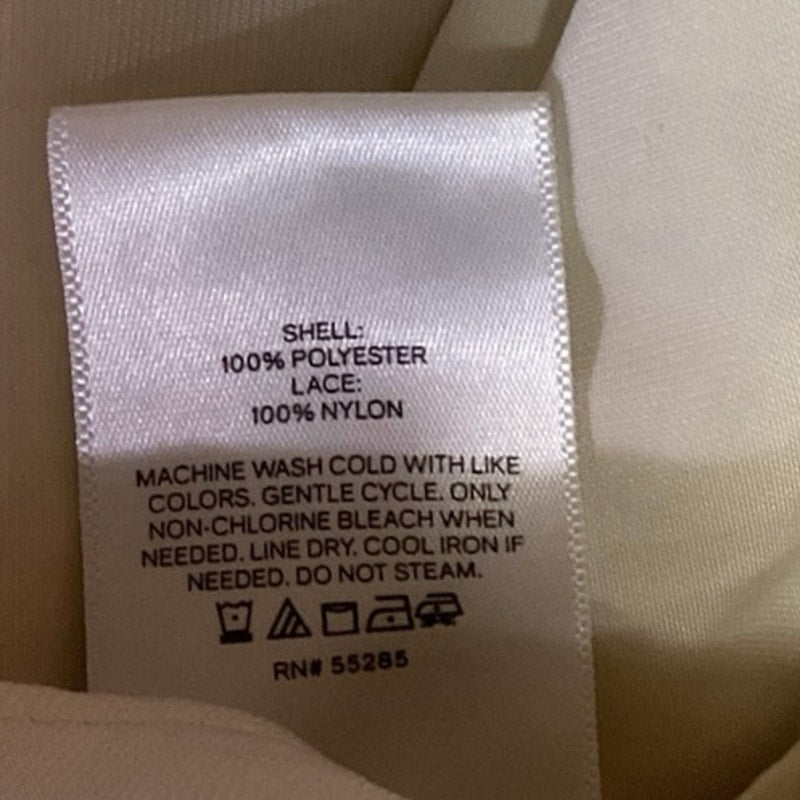 SHELL:
100% POLYESTER
LACE:
100% NYLON
MACHINE WASH COLD WITH LIKE
COLORS. GENTLE CYCLE. ONLY
NON-CHLORINE BLEACH WHEN
NEEDED. LINE DRY. COOL IRON IF
NEEDED. DO NOT STEAM.
RN# 55285